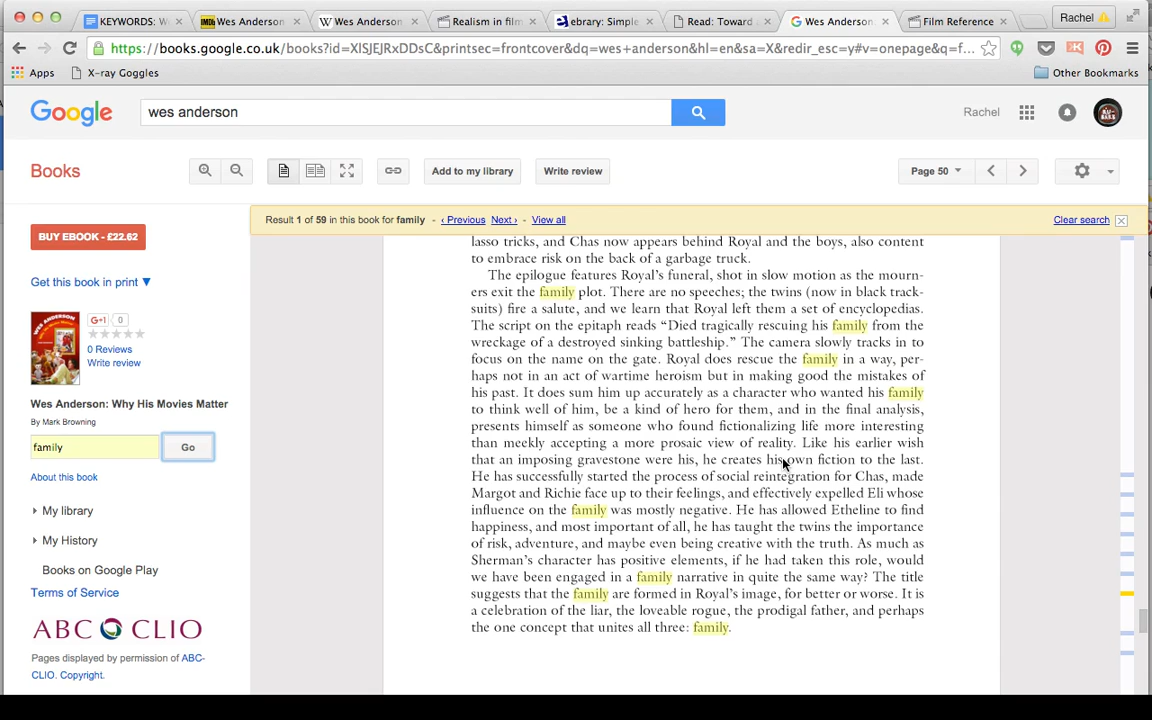 KEYWORDS: W
Wes Anderson
Wes Anderson
Realism in film
ebrary: Simple
Read: Toward
Wes Anderson
Film Reference
Rachel
https://books.google.co.uk/books?id=XlSJEJRxDDsC&printsec=frontcover&dq=wes+anderson&hl=en&sa=X&redir_esc=y#v=onepage&q=f...
Apps
X-ray Goggles
Other Bookmarks
Google
wes anderson
Rachel
Books
Add to my library
Write review
Page 50
Result 1 of 59 in this book for family - ‹ Previous Next › - View all
Clear search
BUY EBOOK - £22.62
Get this book in print ▼
G+1 0
0 Reviews
Write review
Wes Anderson: Why His Movies Matter
By Mark Browning
family
Go
About this book
My library
My History
Books on Google Play
Terms of Service
ABC CLIO
Pages displayed by permission of ABC-
CLIO. Copyright.
lasso tricks, and Chas now appears behind Royal and the boys, also content
to embrace risk on the back of a garbage truck.
The epilogue features Royal's funeral, shot in slow motion as the mourn-
ers exit the family plot. There are no speeches; the twins (now in black track-
suits) fire a salute, and we learn that Royal left them a set of encyclopedias.
The script on the epitaph reads “Died tragically rescuing his family from the
wreckage of a destroyed sinking battleship.” The camera slowly tracks in to
focus on the name on the gate. Royal does rescue the family in a way, per-
haps not in an act of wartime heroism but in making good the mistakes of
his past. It does sum him up accurately as a character who wanted his family
to think well of him, be a kind of hero for them, and in the final analysis,
presents himself as someone who found fictionalizing life more interesting
than meekly accepting a more prosaic view of reality. Like his earlier wish
that an imposing gravestone were his, he creates his own fiction to the last.
He has successfully started the process of social reintegration for Chas, made
Margot and Richie face up to their feelings, and effectively expelled Eli whose
influence on the family was mostly negative. He has allowed Etheline to find
happiness, and most important of all, he has taught the twins the importance
of risk, adventure, and maybe even being creative with the truth. As much as
Sherman's character has positive elements, if he had taken this role, would
we have been engaged in a family narrative in quite the same way? The title
suggests that the family are formed in Royal's image, for better or worse. It is
a celebration of the liar, the loveable rogue, the prodigal father, and perhaps
the one concept that unites all three: family.